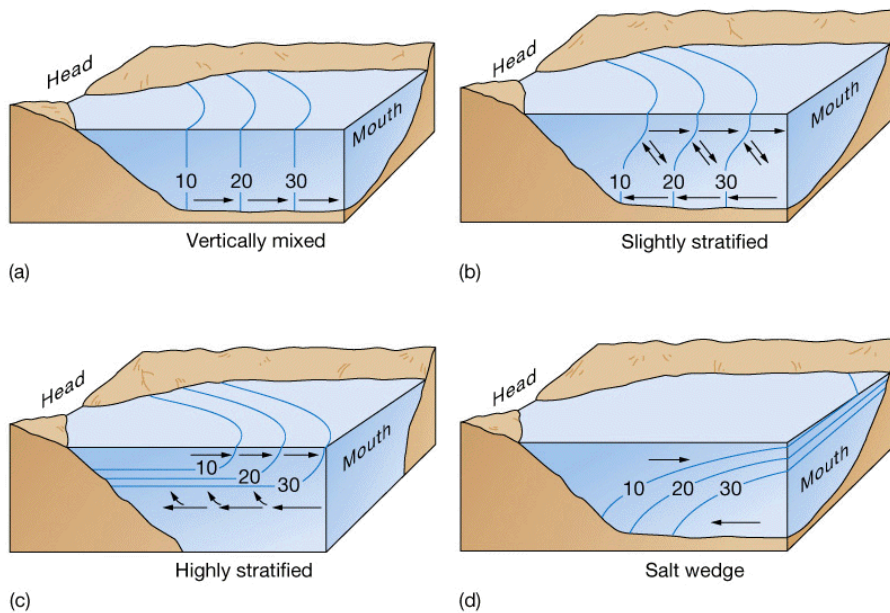 Head
Mouth
10 20 30
Vertically mixed
(a)
Head
Mouth
10 20 30
Slightly stratified
(b)
Head
Mouth
10 20 30
Highly stratified
(c)
Head
Mouth
10 20 30
Salt wedge
(d)